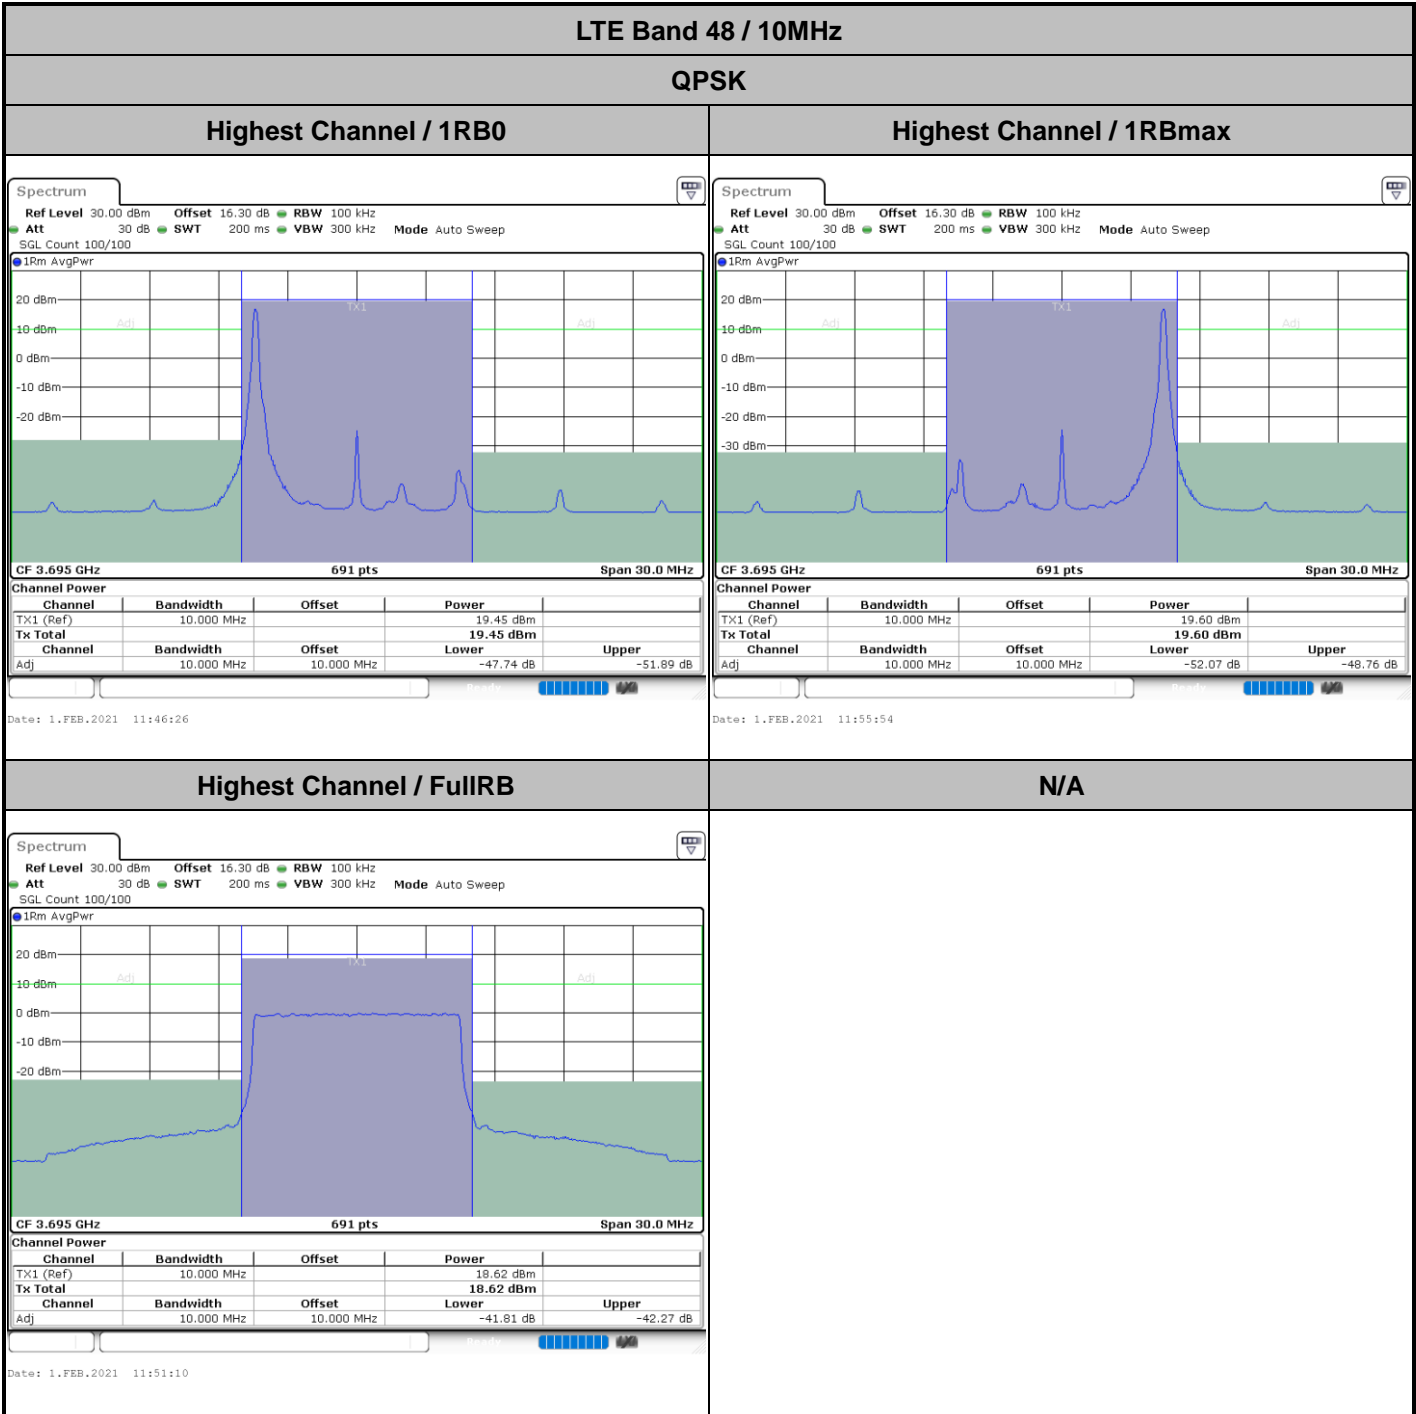 LTE Band 48 / 10MHz
QPSK
Highest Channel / 1RB0
Highest Channel / 1RBmax
Spectrum
Ref Level 30.00 dBm Offset 16.30 dB RBW 100 kHz
Att 30 dB SWT 200 ms VBW 300 kHz Mode Auto Sweep
SGL Count 100/100
1Rm AvgPwr
TX1
20 dBm
Adj
Adj
10 dBm
0 dBm
-10 dBm
-20 dBm
CF 3.695 GHz 691 pts Span 30.0 MHz
Channel Power
Channel Bandwidth Offset Power
TX1 (Ref) 10.000 MHz 19.45 dBm
Tx Total 19.45 dBm
Channel Bandwidth Offset Lower Upper
Adj 10.000 MHz 10.000 MHz -47.74 dB -51.89 dB
Ready
Date: 1.FEB.2021 11:46:26
Spectrum
Ref Level 30.00 dBm Offset 16.30 dB RBW 100 kHz
Att 30 dB SWT 200 ms VBW 300 kHz Mode Auto Sweep
SGL Count 100/100
1Rm AvgPwr
TX1
20 dBm
Adj
Adj
10 dBm
0 dBm
-10 dBm
-20 dBm
-30 dBm
CF 3.695 GHz 691 pts Span 30.0 MHz
Channel Power
Channel Bandwidth Offset Power
TX1 (Ref) 10.000 MHz 19.60 dBm
Tx Total 19.60 dBm
Channel Bandwidth Offset Lower Upper
Adj 10.000 MHz 10.000 MHz -52.07 dB -48.76 dB
Ready
Date: 1.FEB.2021 11:55:54
Highest Channel / FullRB
N/A
Spectrum
Ref Level 30.00 dBm Offset 16.30 dB RBW 100 kHz
Att 30 dB SWT 200 ms VBW 300 kHz Mode Auto Sweep
SGL Count 100/100
1Rm AvgPwr
20 dBm
TX1
Adj
Adj
10 dBm
0 dBm
-10 dBm
-20 dBm
CF 3.695 GHz 691 pts Span 30.0 MHz
Channel Power
Channel Bandwidth Offset Power
TX1 (Ref) 10.000 MHz 18.62 dBm
Tx Total 18.62 dBm
Channel Bandwidth Offset Lower Upper
Adj 10.000 MHz 10.000 MHz -41.81 dB -42.27 dB
Ready
Date: 1.FEB.2021 11:51:10